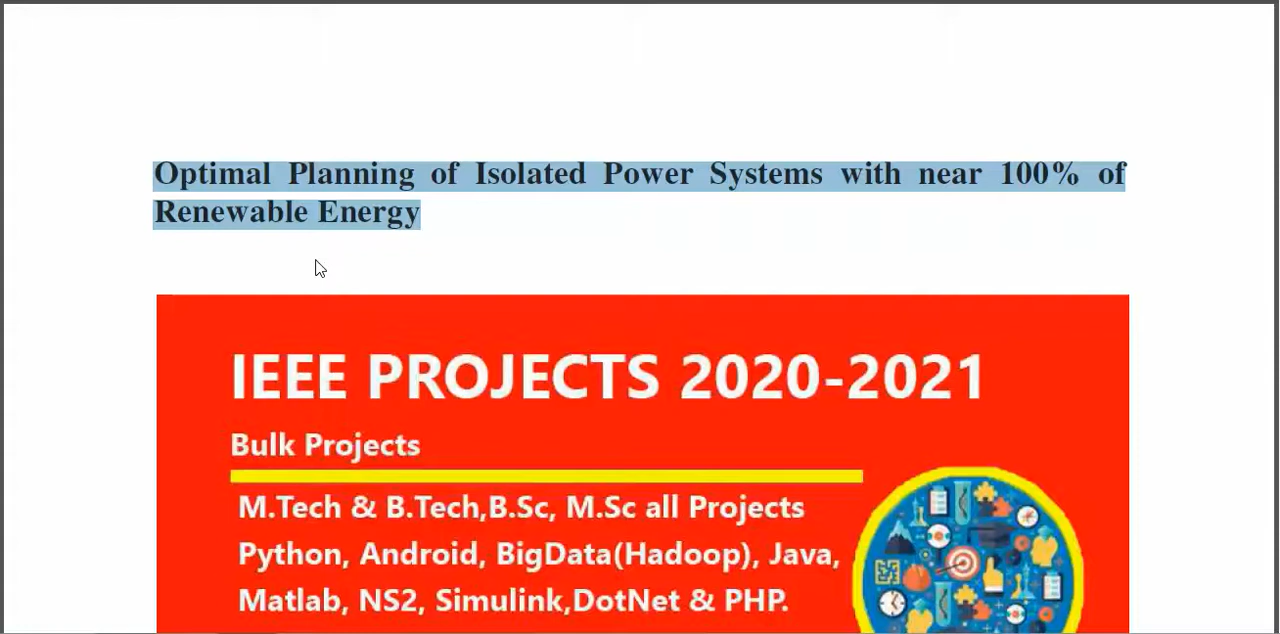 Optimal Planning of Isolated Power Systems with near 100% of
Renewable Energy
IEEE PROJECTS 2020-2021
Bulk Projects
M.Tech & B.Tech,B.Sc, M.Sc all Projects
Python, Android, BigData(Hadoop), Java,
Matlab, NS2, Simulink,DotNet & PHP.